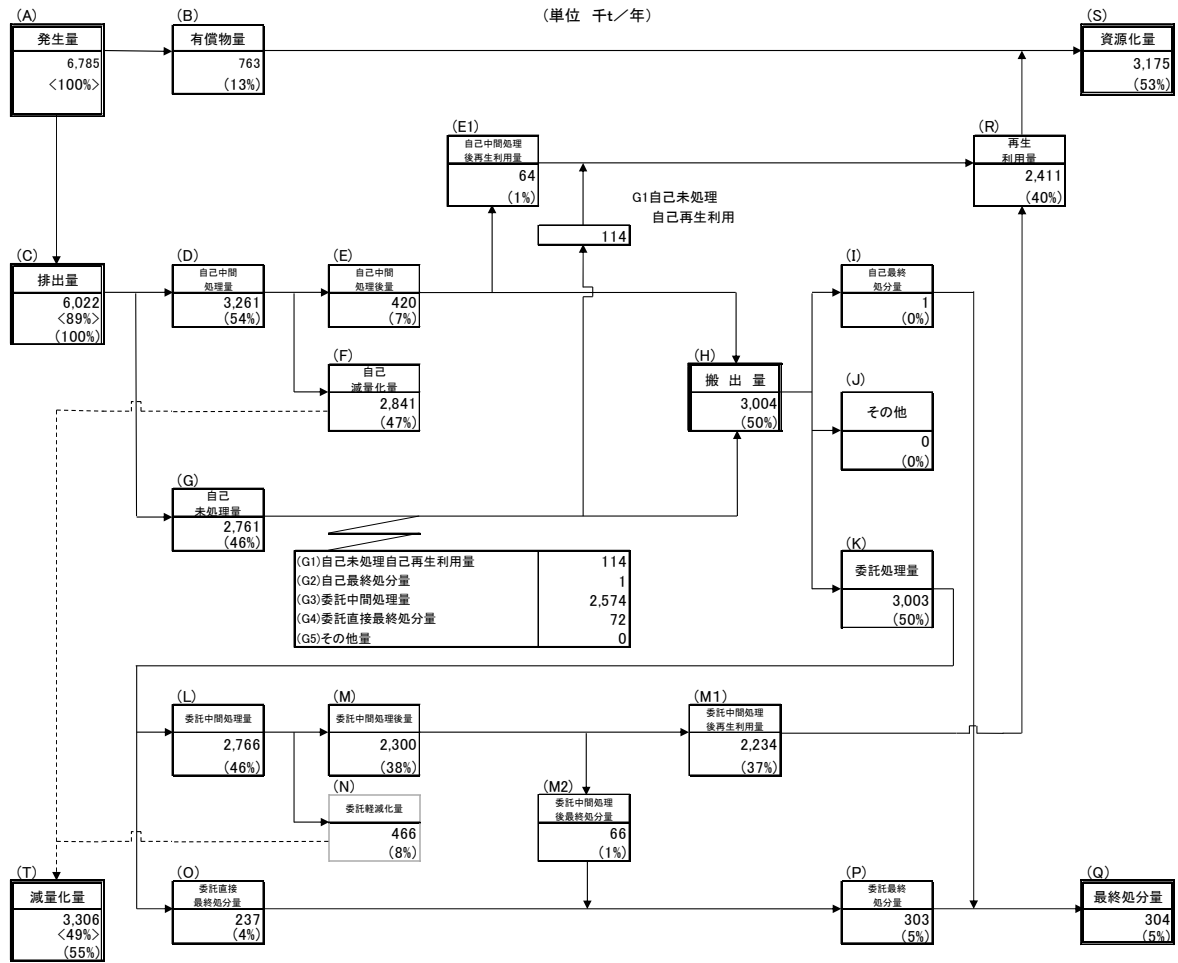 (単位 千t／年)
(A)
発生量
6,785
<100%>
(B)
有償物量
763
(13%)
(S)
資源化量
3,175
(53%)
(E1)
自己中間処理
後再生利用量
64
(1%)
(R)
再生
利用量
2,411
(40%)
G1自己未処理
自己再生利用
114
(C)
排出量
6,022
<89%>
(100%)
(D)
自己中間
処理量
3,261
(54%)
(E)
自己中間
処理後量
420
(7%)
(I)
自己最終
処分量
1
(0%)
(F)
自己
減量化量
2,841
(47%)
(H)
搬出量
3,004
(50%)
(J)
その他
0
(0%)
(G)
自己
未処理量
2,761
(46%)
(G1)自己未処理自己再生利用量 114
(G2)自己最終処分量 1
(G3)委託中間処理量 2,574
(G4)委託直接最終処分量 72
(G5)その他量 0
(K)
委託処理量
3,003
(50%)
(L)
委託中間処理量
2,766
(46%)
(M)
委託中間処理後量
2,300
(38%)
(M1)
委託中間処理
後再生利用量
2,234
(37%)
(N)
委託軽減化量
466
(8%)
(M2)
委託中間処理
後最終処分量
66
(1%)
(T)
減量化量
3,306
<49%>
(55%)
(O)
委託直接
最終処分量
237
(4%)
(P)
委託最終
処分量
303
(5%)
(Q)
最終処分量
304
(5%)